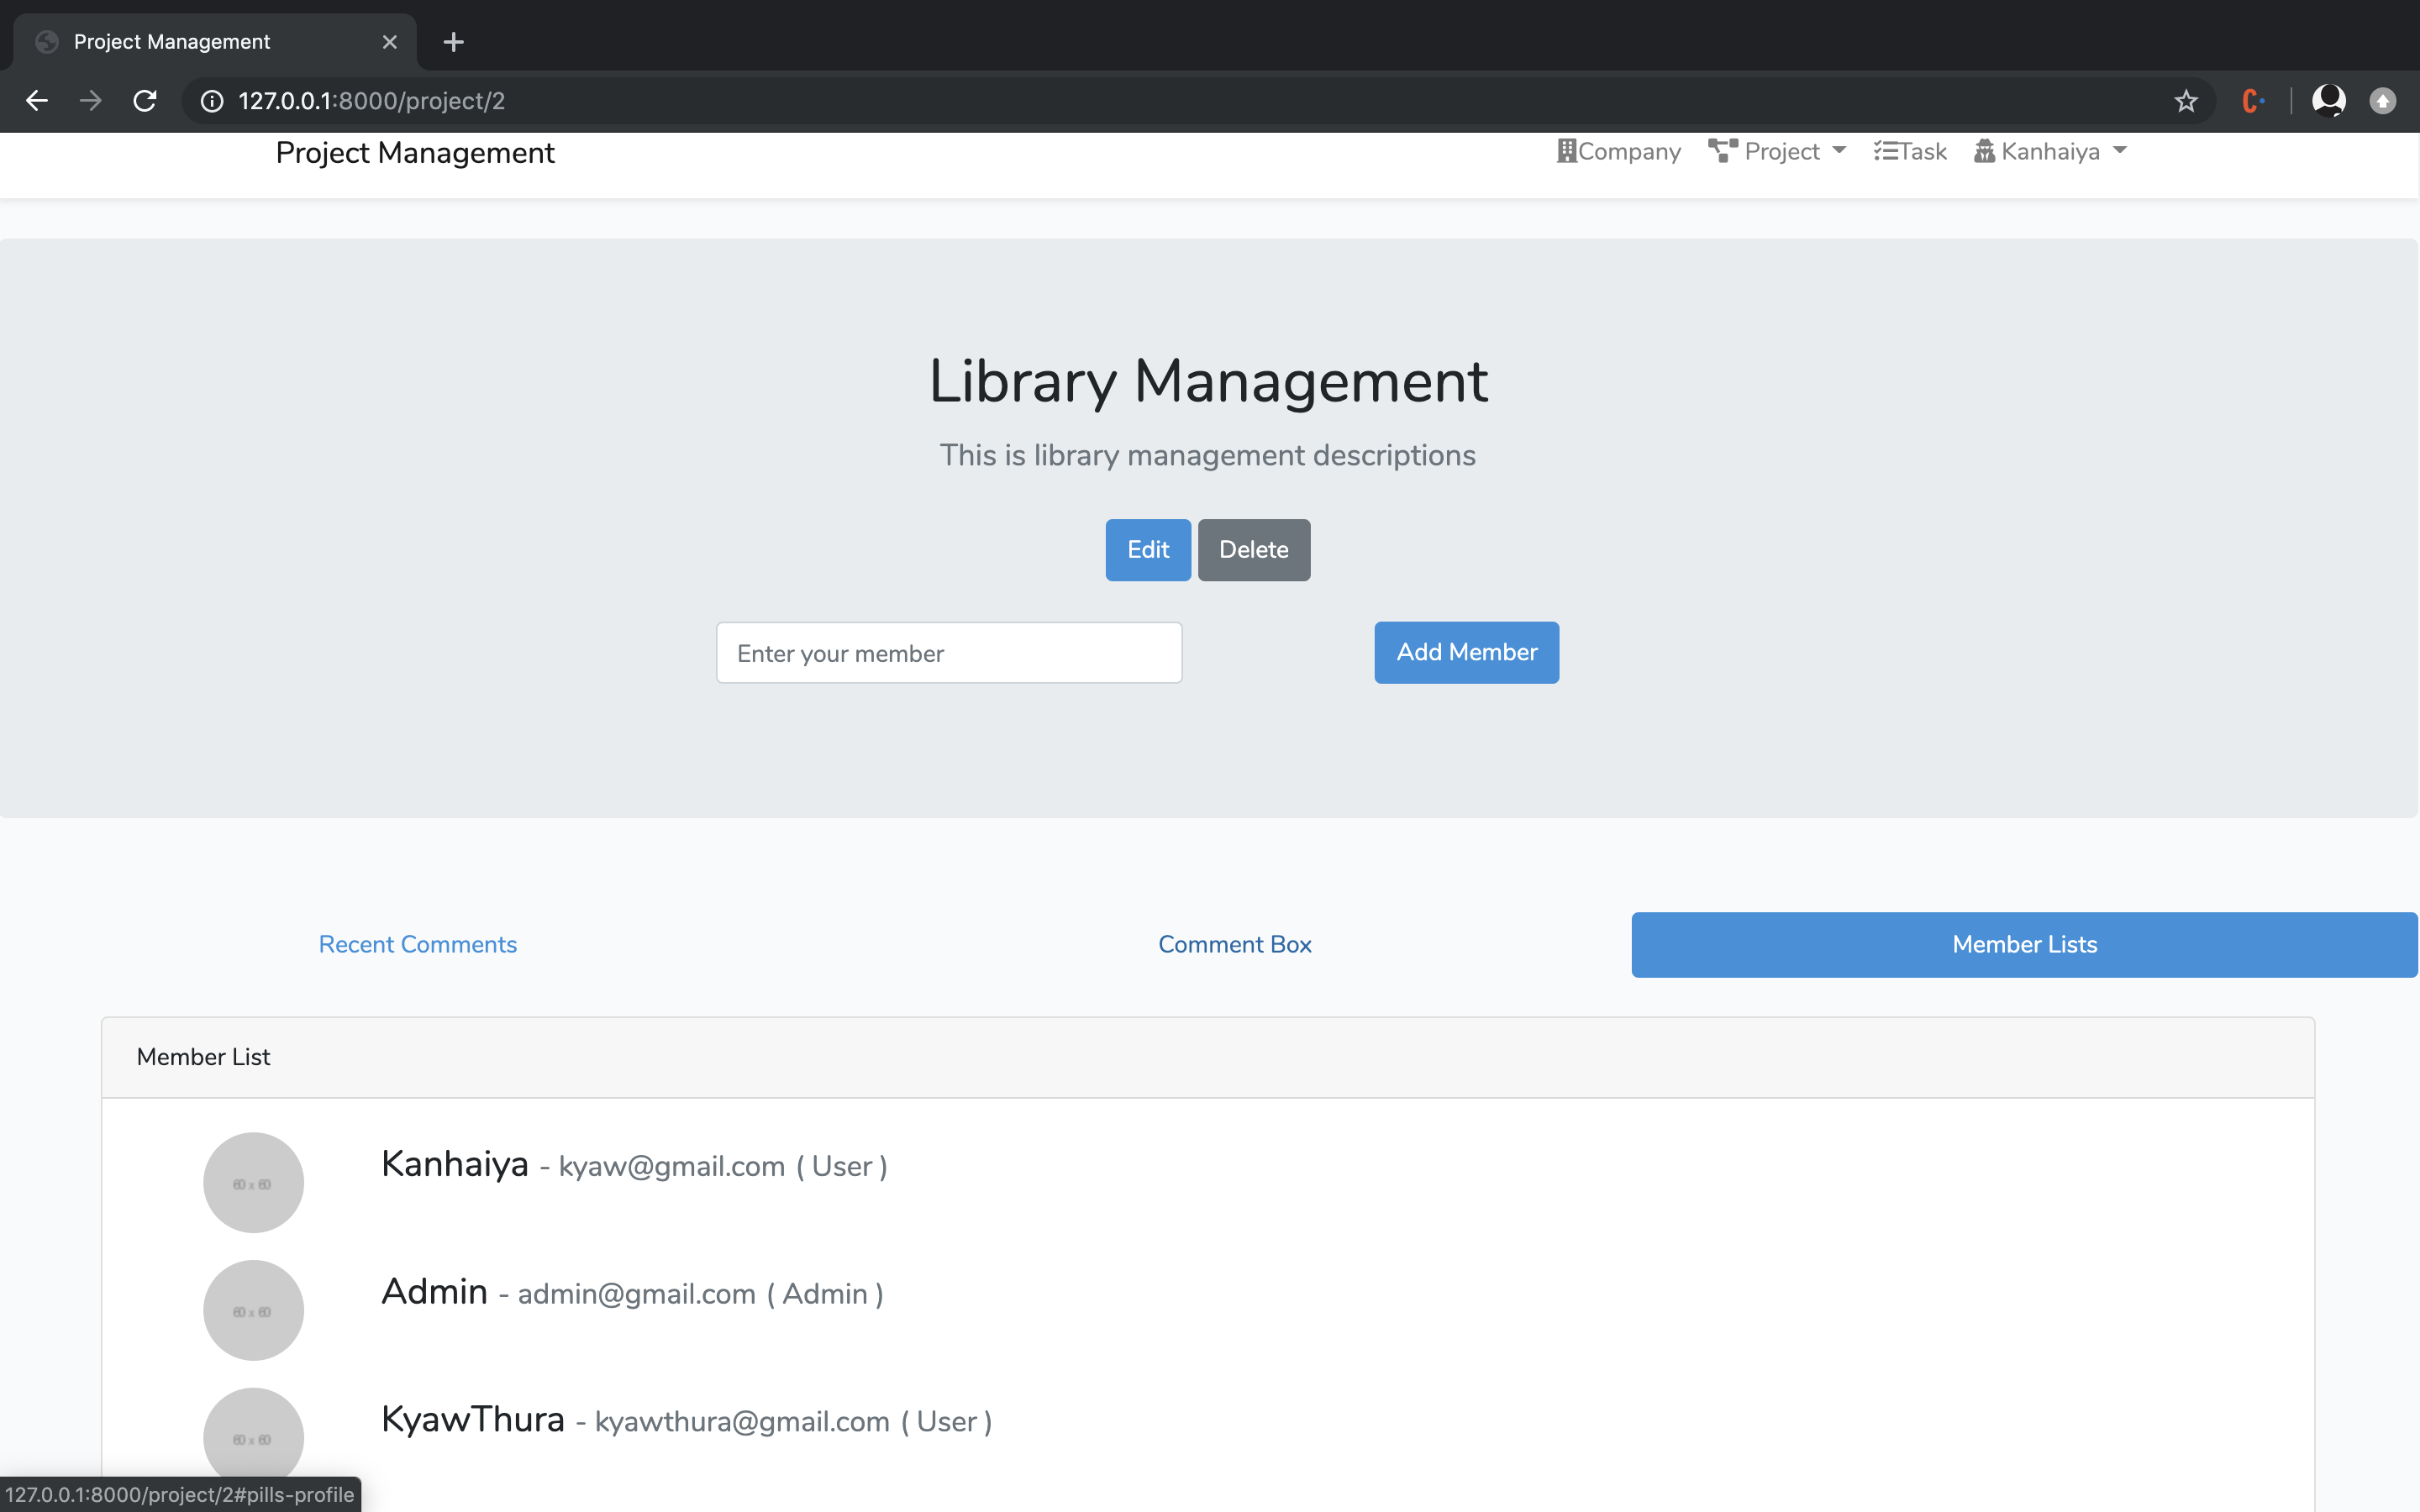 Project Management
127.0.0.1:8000/project/2
Project Management
Company Project Task Kanhaiya
Library Management
This is library management descriptions
Edit Delete
Enter your member Add Member
Recent Comments Comment Box Member Lists
Member List
60 x 60
Kanhaiya - kyaw@gmail.com ( User )
60 x 60
Admin - admin@gmail.com ( Admin )
60 x 60
KyawThura - kyawthura@gmail.com ( User )
127.0.0.1:8000/project/2#pills-profile